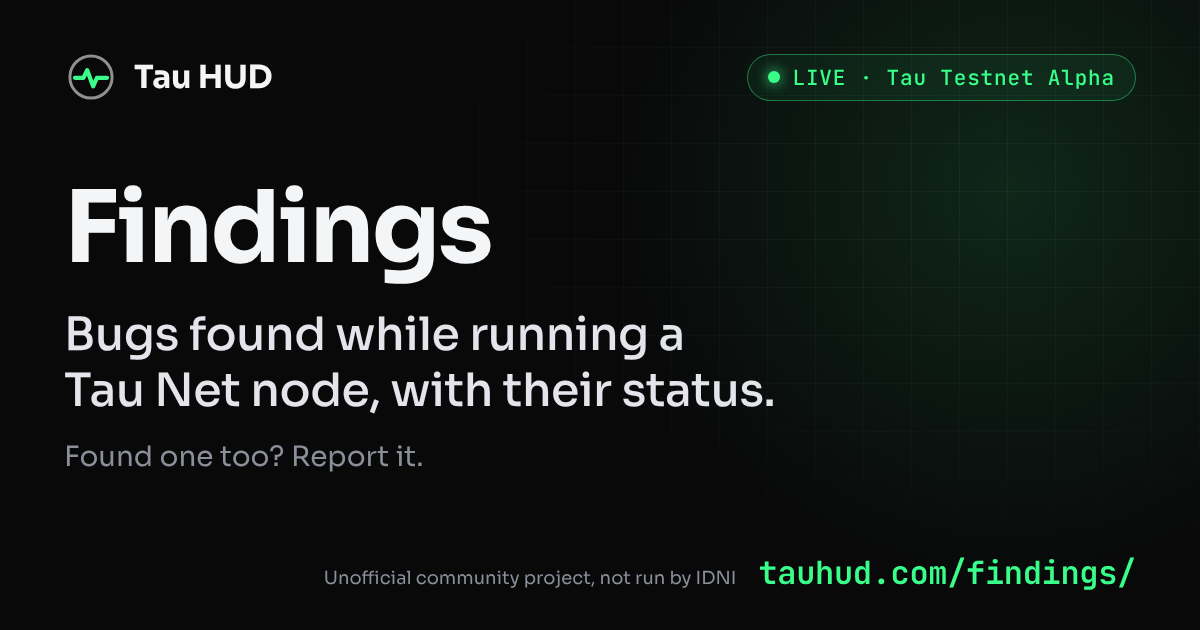 Tau HUD
LIVE · Tau Testnet Alpha
Findings
Bugs found while running a
Tau Net node, with their status.
Found one too? Report it.
Unofficial community project, not run by IDNI
tauhud.com/findings/